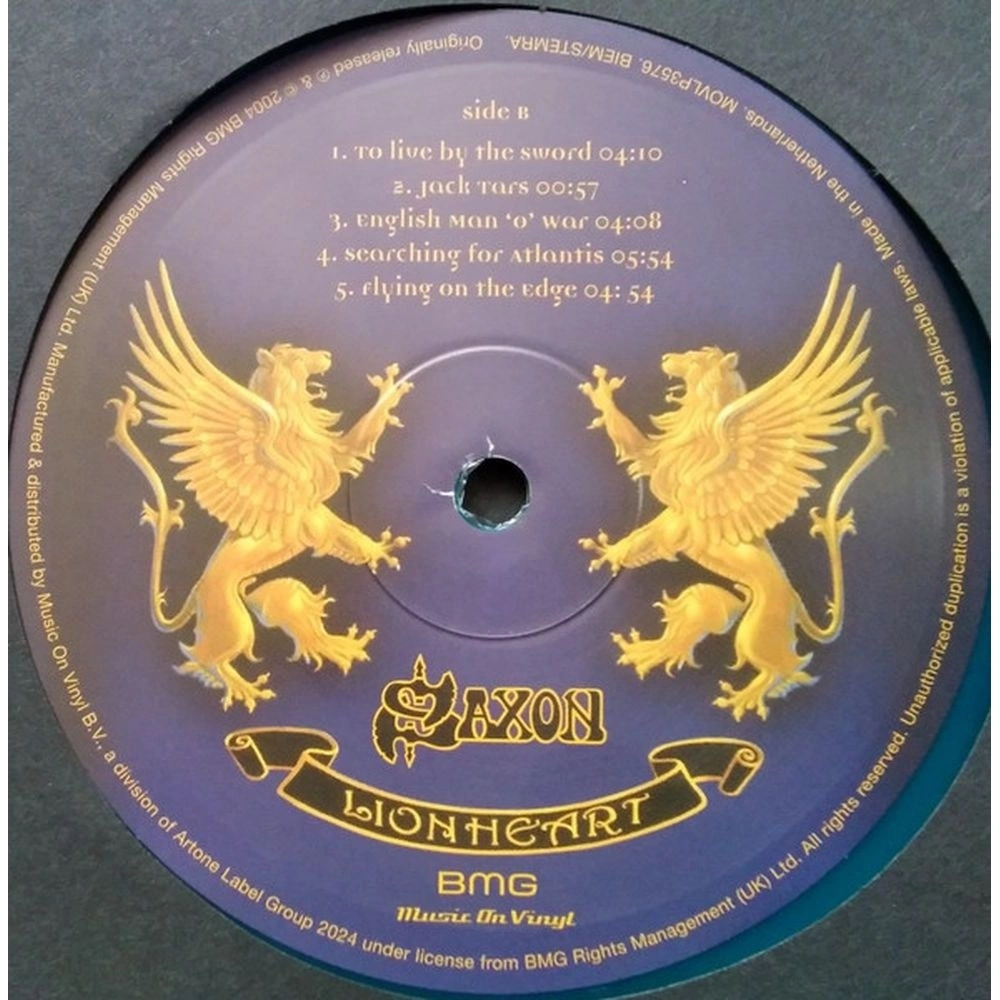 side B
1. To live by the sword 04:10
2. Jack Tars 00:57
3. English Man ‘o’ War 04:08
4. Searching for Atlantis 05:54
5. Flying on the Edge 04: 54
SAXON
LIONHEART
BMG
Music On Vinyl
Originally released ℗ & © 2004 BMG Rights Management (UK) Ltd. Manufactured & distributed by Music On Vinyl B.V., a division of Artone Label Group 2024 under license from BMG Rights Management (UK) Ltd. All rights reserved. Unauthorized duplication is a violation of applicable laws. Made in the Netherlands. MOVLP3576. BIEM/STEMRA.